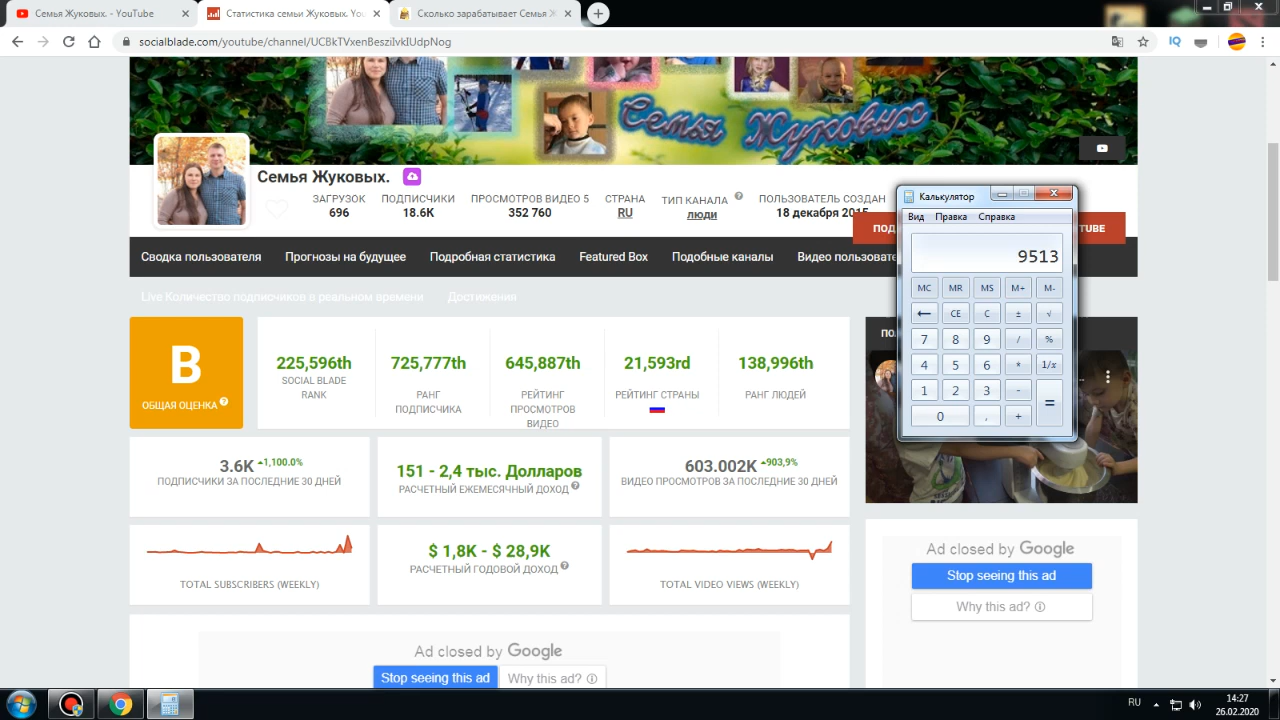 Семья Жуковых. - YouTube
Статистика семьи Жуковых. You
Сколько зарабатывает Семья Ж
socialblade.com/youtube/channel/UCBkTVxenBesziIvkIUdpNog
IQ
Семья Жуковых
Семья Жуковых.
ЗАГРУЗОК
696
ПОДПИСЧИКИ
18.6K
ПРОСМОТРОВ ВИДЕО 5
352 760
СТРАНА
RU
ТИП КАНАЛА
люди
ПОЛЬЗОВАТЕЛЬ СОЗДАН
18 декабря 2015
ПОД
TUBE
Сводка пользователя
Прогнозы на будущее
Подробная статистика
Featured Box
Подобные каналы
Видео пользовате
Live Количество подписчиков в реальном времени
Достижения
B
ОБЩАЯ ОЦЕНКА
225,596th
SOCIAL BLADE
RANK
725,777th
РАНГ
ПОДПИСЧИКА
645,887th
РЕЙТИНГ
ПРОСМОТРОВ
ВИДЕО
21,593rd
РЕЙТИНГ СТРАНЫ
138,996th
РАНГ ЛЮДЕЙ
3.6K 1,100.0%
ПОДПИСЧИКИ ЗА ПОСЛЕДНИЕ 30 ДНЕЙ
151 - 2,4 тыс. Долларов
РАСЧЕТНЫЙ ЕЖЕМЕСЯЧНЫЙ ДОХОД
603.002K 903,9%
ВИДЕО ПРОСМОТРОВ ЗА ПОСЛЕДНИЕ 30 ДНЕЙ
TOTAL SUBSCRIBERS (WEEKLY)
$ 1,8K - $ 28,9K
РАСЧЕТНЫЙ ГОДОВОЙ ДОХОД
TOTAL VIDEO VIEWS (WEEKLY)
Ad closed by Google
Stop seeing this ad
Why this ad?
ПО
Ad closed by Google
Stop seeing this ad
Why this ad?
Калькулятор
Вид Правка Справка
9513
MC MR MS M+ M-
← CE C ± √
7 8 9 / %
4 5 6 * 1/x
1 2 3 - =
0 , +
RU
14:27
26.02.2020